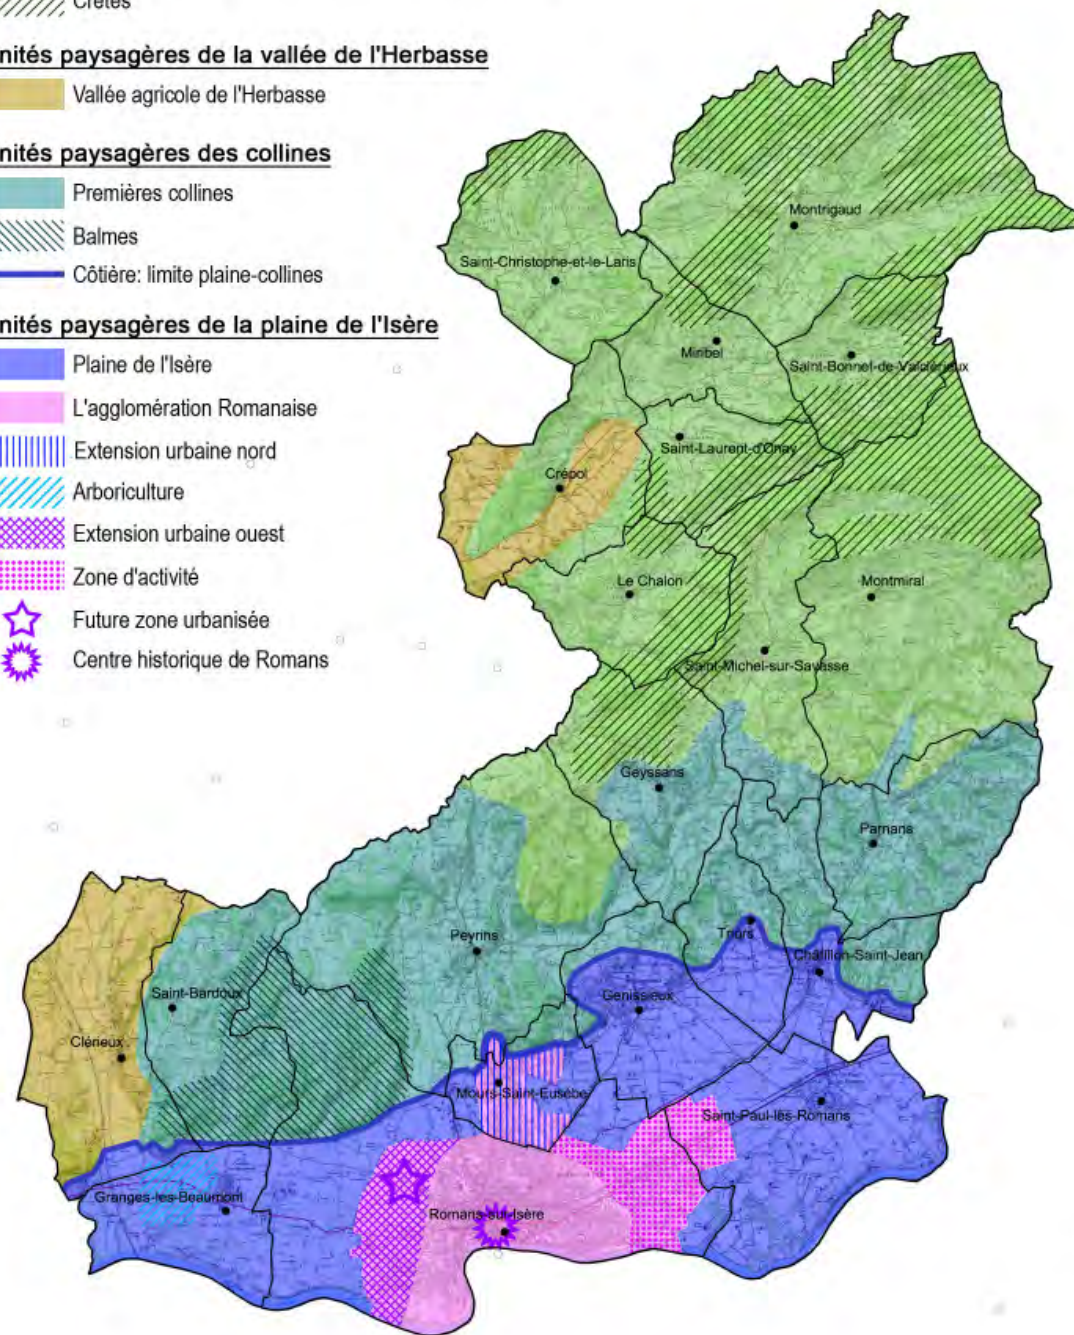 Crêtes
nités paysagères de la vallée de l'Herbasse
Vallée agricole de l'Herbasse
nités paysagères des collines
Premières collines
Balmes
Côtière: limite plaine-collines
nités paysagères de la plaine de l'Isère
Plaine de l'Isère
L'agglomération Romanaise
Extension urbaine nord
Arboriculture
Extension urbaine ouest
Zone d'activité
Future zone urbanisée
Centre historique de Romans
Montrigaud
Saint-Christophe-et-le-Laris
Miribel
Saint-Bonnet-de-Valclérieux
Saint-Laurent-d'Onay
Crépol
Le Chalon
Montmiral
Saint-Michel-sur-Savasse
Geyssans
Parnans
Peyrins
Triors
Châtillon-Saint-Jean
Saint-Bardoux
Génissieux
Clérieux
Mours-Saint-Eusèbe
Saint-Paul-lès-Romans
Granges-les-Beaumont
Romans-sur-Isère